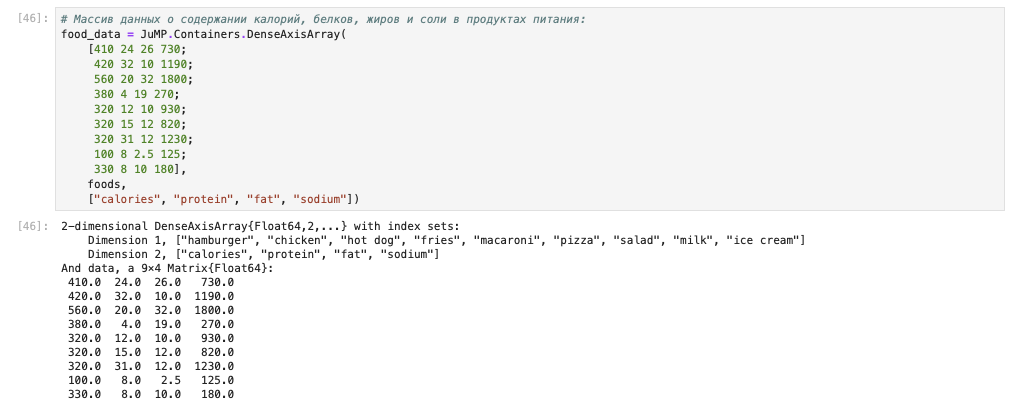 [46]: # Массив данных о содержании калорий, белков, жиров и соли в продуктах питания:
food_data = JuMP.Containers.DenseAxisArray(
    [410 24 26 730;
     420 32 10 1190;
     560 20 32 1800;
     380 4 19 270;
     320 12 10 930;
     320 15 12 820;
     320 31 12 1230;
     100 8 2.5 125;
     330 8 10 180],
    foods,
    ["calories", "protein", "fat", "sodium"])
[46]: 2-dimensional DenseAxisArray{Float64,2,...} with index sets:
    Dimension 1, ["hamburger", "chicken", "hot dog", "fries", "macaroni", "pizza", "salad", "milk", "ice cream"]
    Dimension 2, ["calories", "protein", "fat", "sodium"]
And data, a 9×4 Matrix{Float64}:
 410.0  24.0  26.0   730.0
 420.0  32.0  10.0  1190.0
 560.0  20.0  32.0  1800.0
 380.0   4.0  19.0   270.0
 320.0  12.0  10.0   930.0
 320.0  15.0  12.0   820.0
 320.0  31.0  12.0  1230.0
 100.0   8.0   2.5   125.0
 330.0   8.0  10.0   180.0